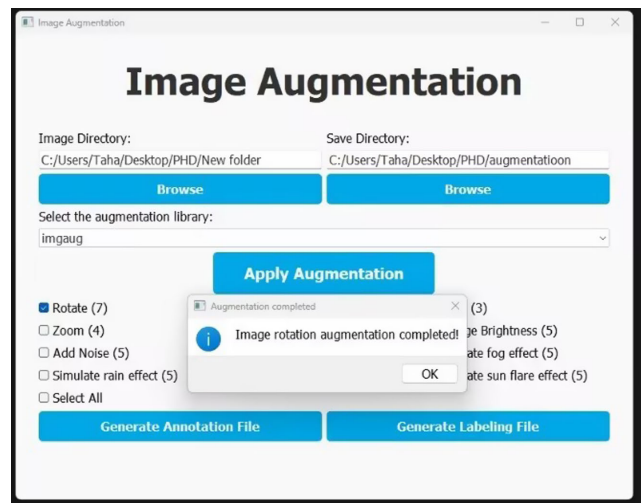 Image Augmentation
Image Augmentation
Image Directory:
Save Directory:
C:/Users/Taha/Desktop/PHD/New folder
C:/Users/Taha/Desktop/PHD/augmentatioon
Browse
Browse
Select the augmentation library:
imgaug
Apply Augmentation
Rotate (7)
(3)
Zoom (4)
Brightness (5)
Add Noise (5)
fog effect (5)
Simulate rain effect (5)
sun flare effect (5)
Select All
Augmentation completed
Image rotation augmentation completed!
OK
Generate Annotation File
Generate Labeling File